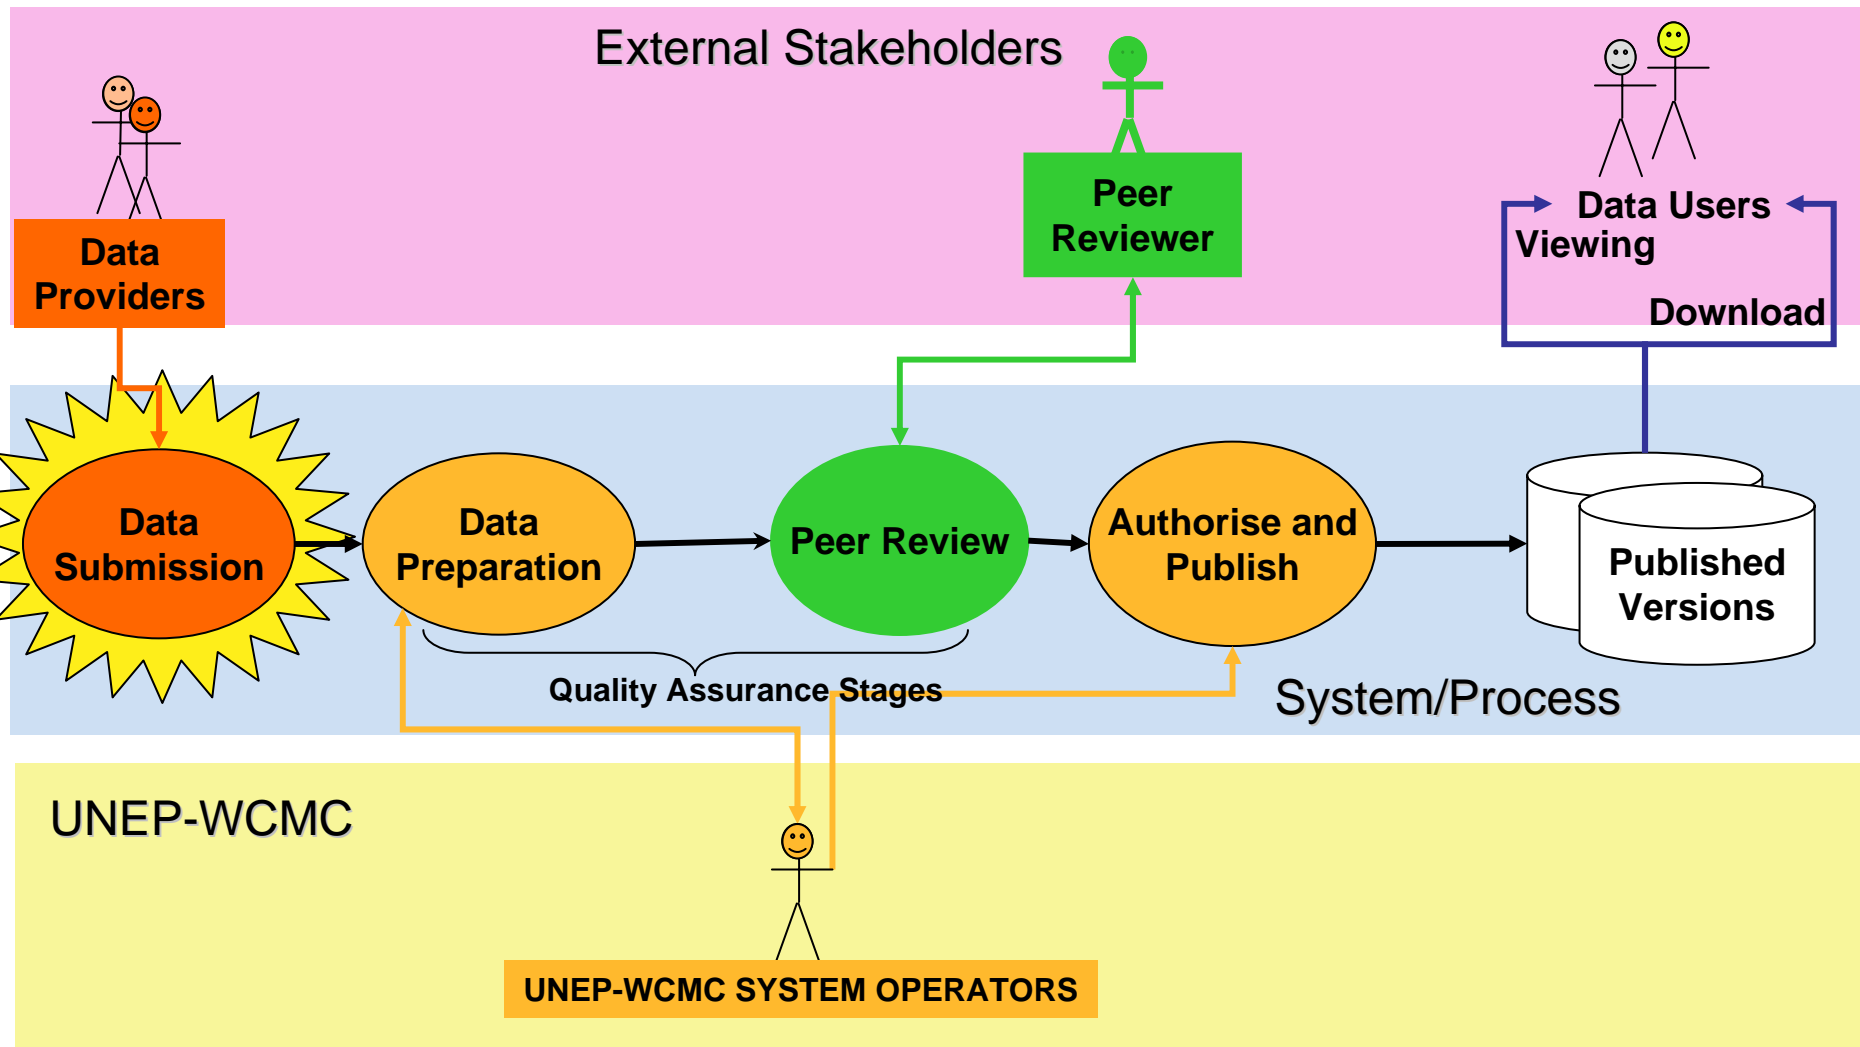 External Stakeholders
Data
Providers
Peer
Reviewer
Data Users
Viewing
Download
Data
Submission
Data
Preparation
Peer Review
Authorise and
Publish
Published
Versions
Quality Assurance Stages
System/Process
UNEP-WCMC
UNEP-WCMC SYSTEM OPERATORS